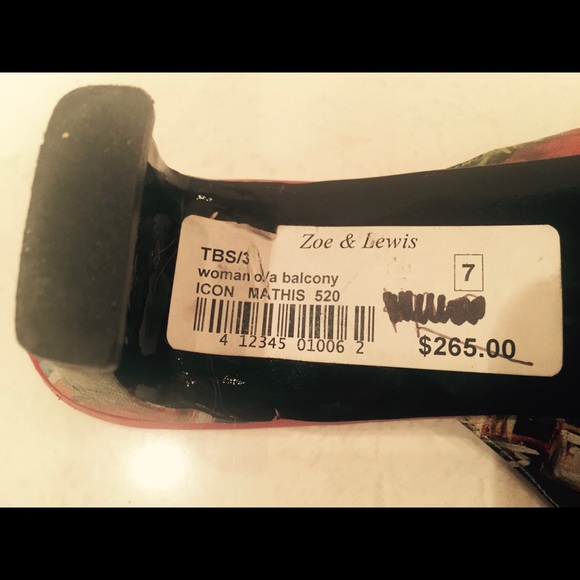 Zoe & Lewis
TBS/3
woman o/a balcony
ICON MATHIS 520
7
4 12345 01006 2
$265.00